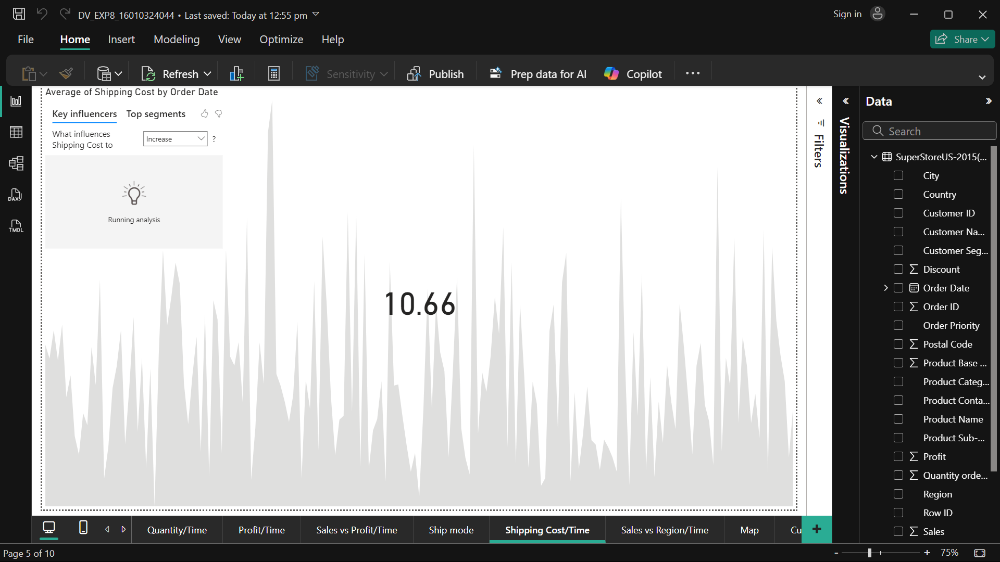 DV_EXP8_16010324044 • Last saved: Today at 12:55 pm
Sign in
File Home Insert Modeling View Optimize Help
Share
Refresh
Sensitivity
Publish
Prep data for AI
Copilot
DAX
TMDL
Average of Shipping Cost by Order Date
Key influencers Top segments
What influences
Shipping Cost to
Increase
?
Running analysis
10.66
Filters
Visualizations
Data
Search
SuperStoreUS-2015(...
City
Country
Customer ID
Customer Na...
Customer Seg...
Discount
Order Date
Order ID
Order Priority
Postal Code
Product Base ...
Product Categ...
Product Conta...
Product Name
Product Sub-...
Profit
Quantity orde...
Region
Row ID
Sales
Quantity/Time Profit/Time Sales vs Profit/Time Ship mode Shipping Cost/Time Sales vs Region/Time Map Cu
Page 5 of 10
- + 75%